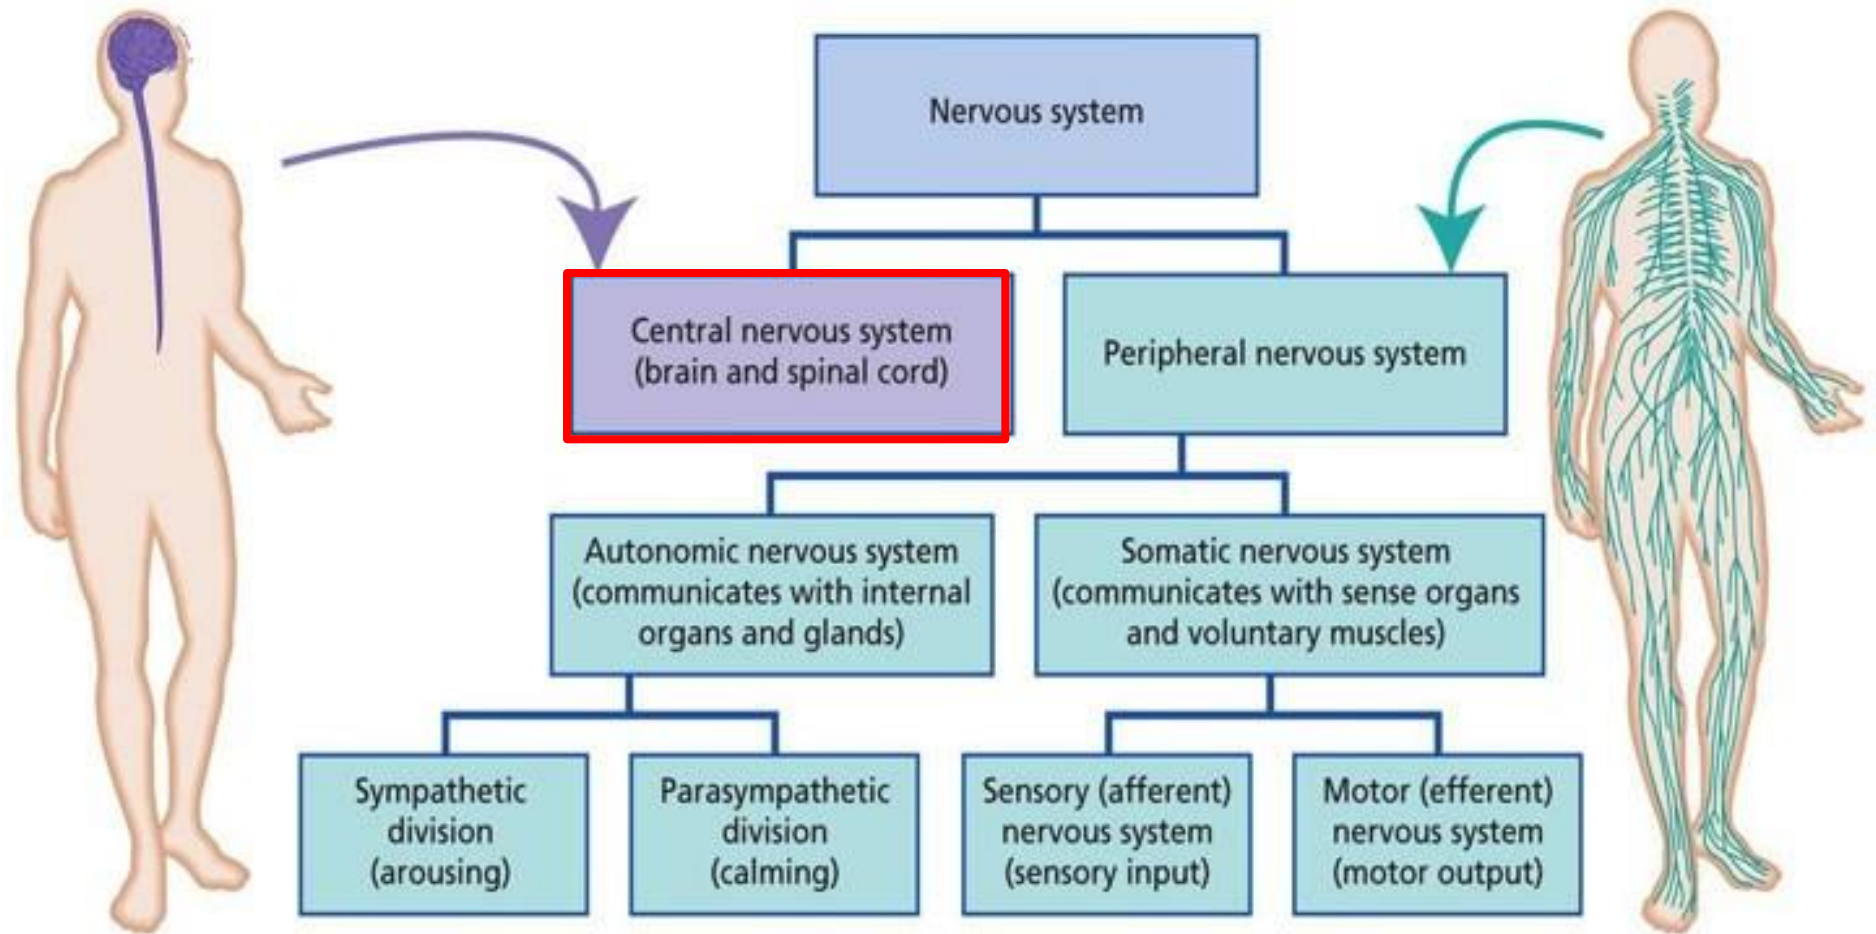 Nervous system
Central nervous system
(brain and spinal cord)
Peripheral nervous system
Autonomic nervous system
(communicates with internal
organs and glands)
Somatic nervous system
(communicates with sense organs
and voluntary muscles)
Sympathetic
division
(arousing)
Parasympathetic
division
(calming)
Sensory (afferent)
nervous system
(sensory input)
Motor (efferent)
nervous system
(motor output)